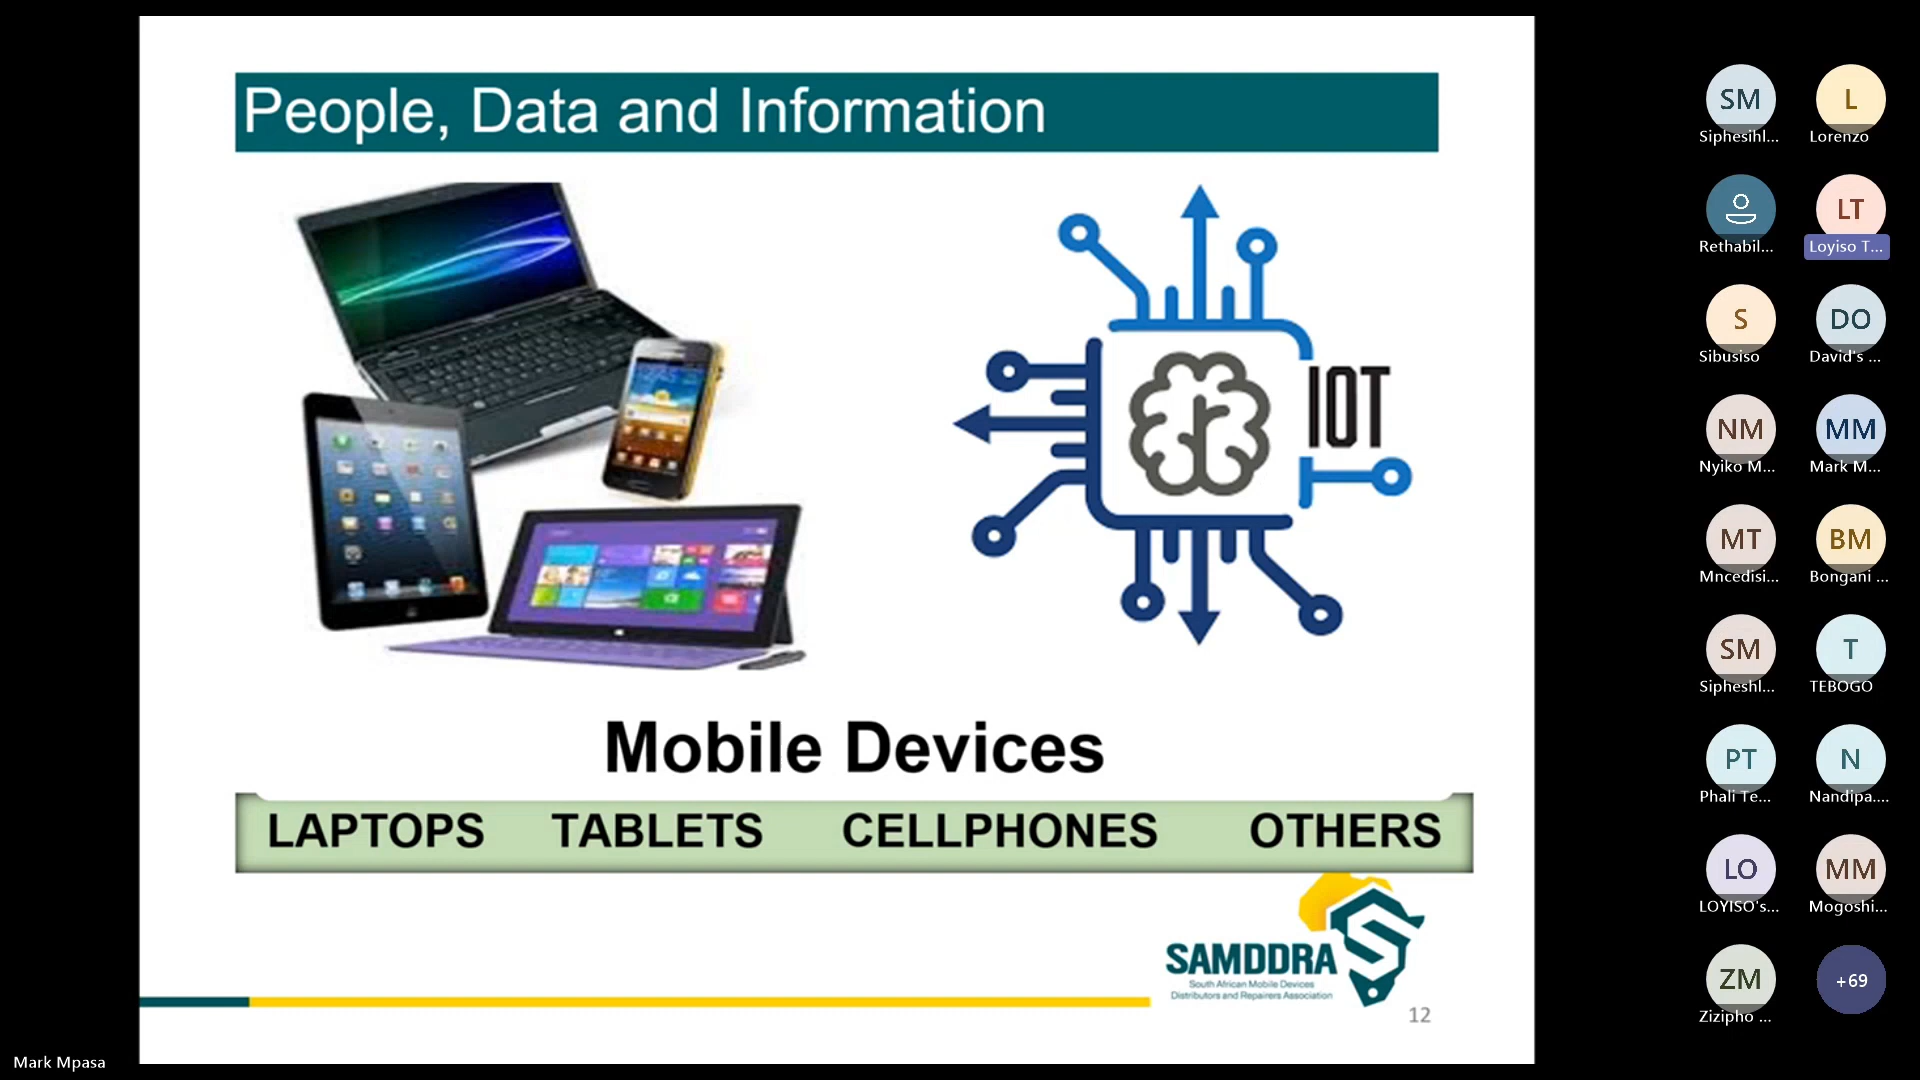 People, Data and Information
IOT
Mobile Devices
LAPTOPS TABLETS CELLPHONES OTHERS
SAMDDRA
South African Mobile Devices
Distributors and Repairers Association
12
Mark Mpasa
SM
Siphesihl...
L
Lorenzo
Rethabil...
LT
Loyiso T...
S
Sibusiso
DO
David's ...
NM
Nyiko M...
MM
Mark M...
MT
Mncedisi...
BM
Bongani ...
SM
Sipheshl...
T
TEBOGO
PT
Phali Te...
N
Nandipa....
LO
LOYISO's...
MM
Mogoshi...
ZM
Zizipho ...
+69